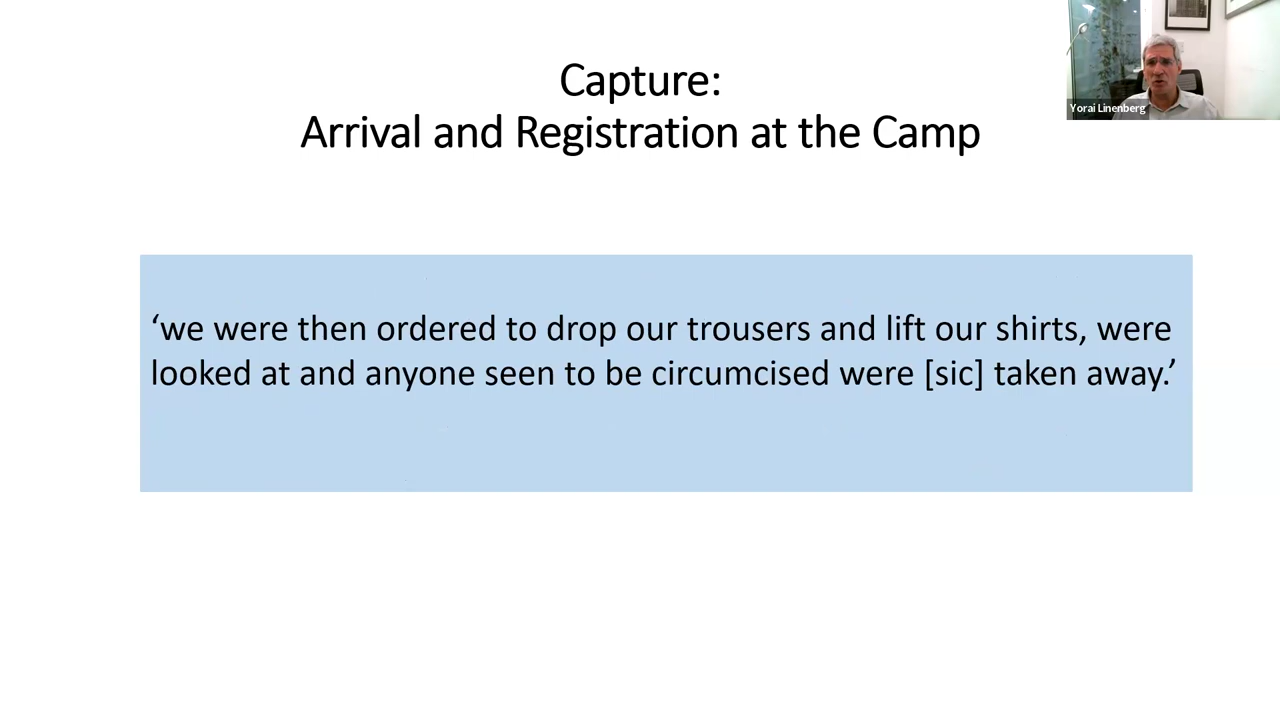 Capture:
Arrival and Registration at the Camp
Yorai Linenberg
‘we were then ordered to drop our trousers and lift our shirts, were
looked at and anyone seen to be circumcised were [sic] taken away.’